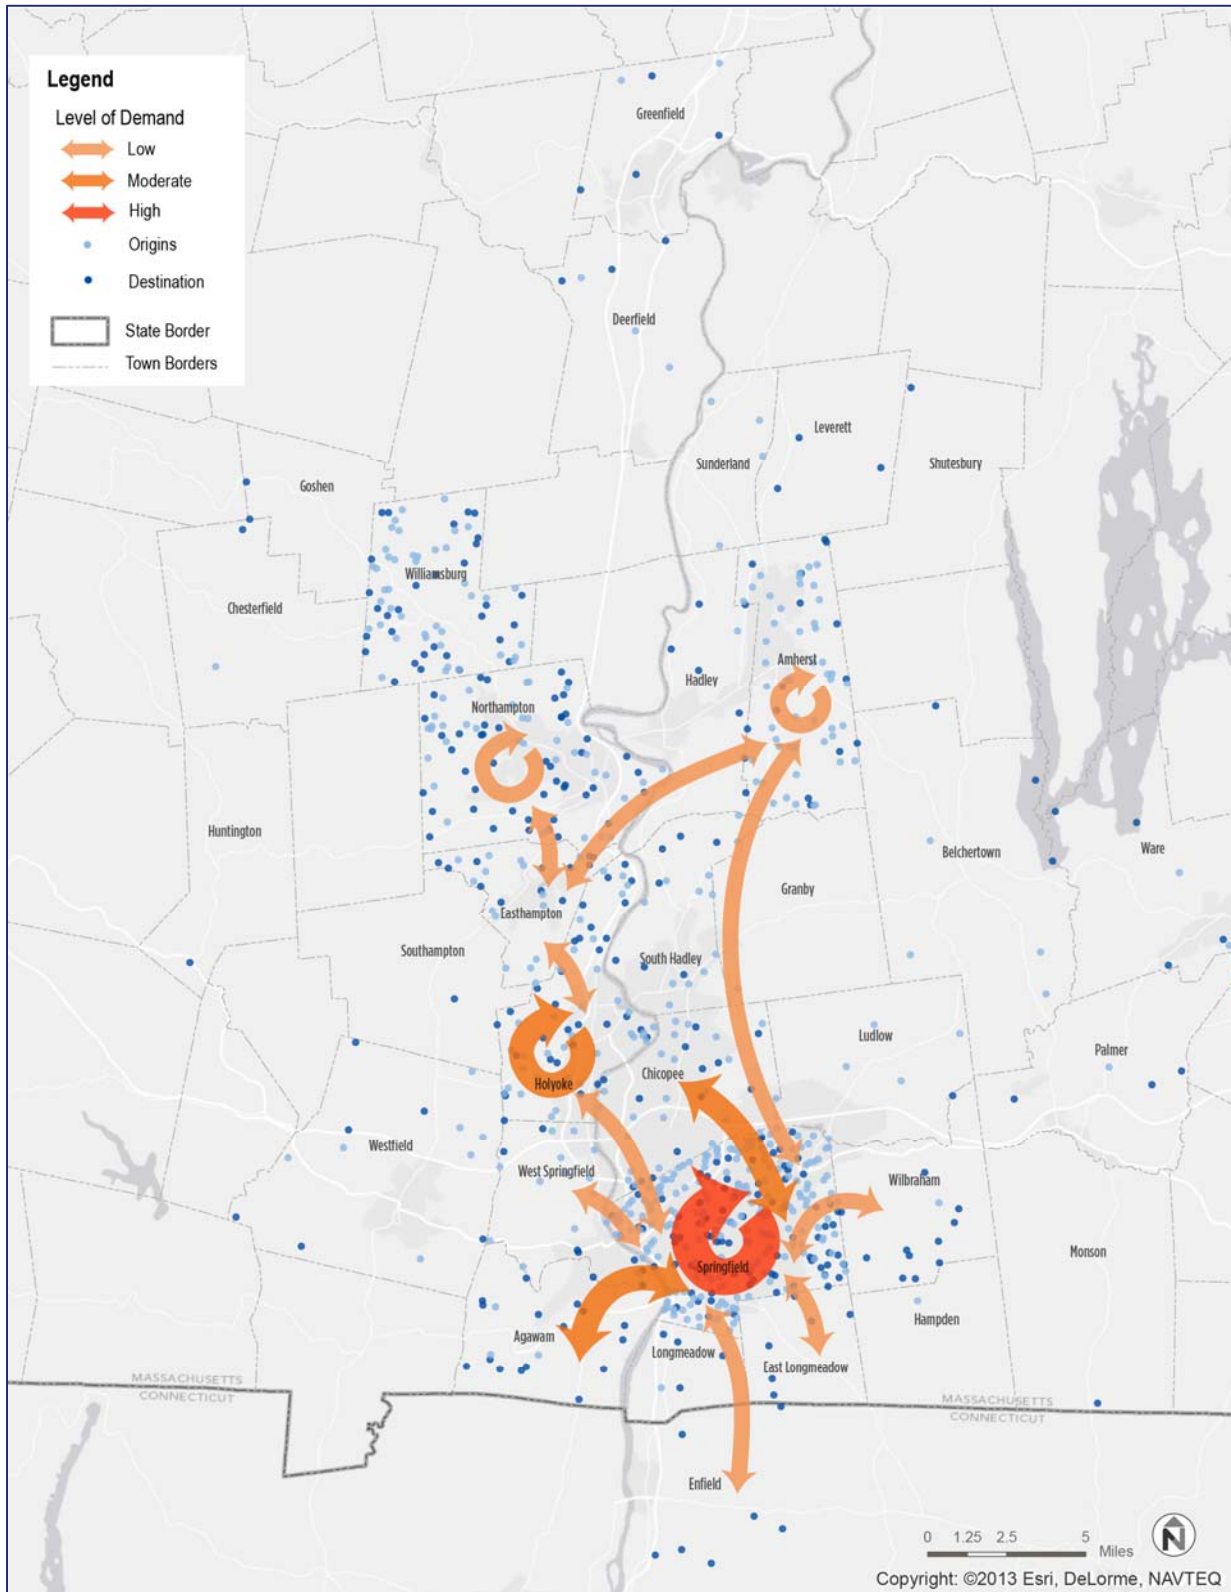 Legend
Level of Demand
Low
Moderate
High
Origins
Destination
State Border
Town Borders
Greenfield
Deerfield
Leverett
Sunderland
Shutesbury
Goshen
Williamsburg
Chesterfield
Amherst
Hadley
Northampton
Huntington
Belchertown
Ware
Granby
Easthampton
Southampton
South Hadley
Ludlow
Palmer
Chicopee
Holyoke
Westfield
West Springfield
Wilbraham
Monson
Springfield
Hampden
Agawam
Longmeadow
East Longmeadow
MASSACHUSETTS
CONNECTICUT
MASSACHUSETTS
CONNECTICUT
Enfield
0 1.25 2.5 5
Miles
N
Copyright: ©2013 Esri, DeLorme, NAVTEQ